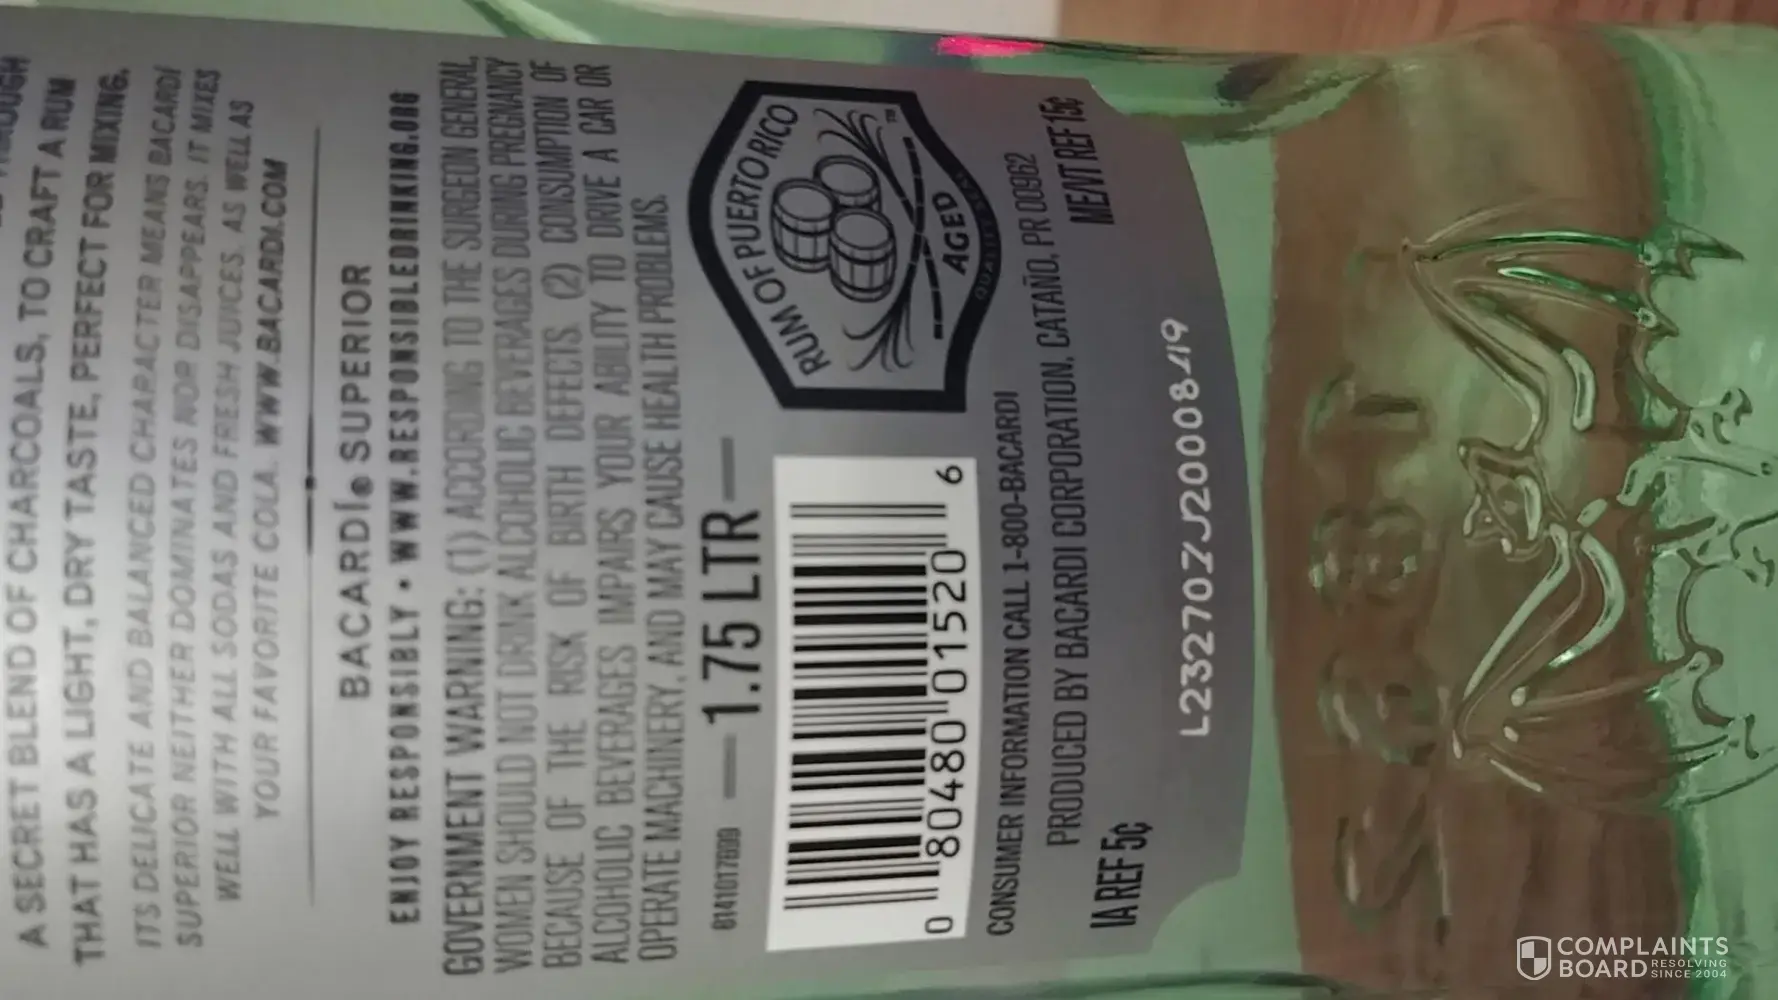 A SECRET BLEND OF CHARCOALS, TO CRAFT A RUM
THAT HAS A LIGHT, DRY TASTE, PERFECT FOR MIXING.
ITS DELICATE AND BALANCED CHARACTER MEANS BACARDÍ
SUPERIOR NEITHER DOMINATES NOR DISAPPEARS. IT MIXES
WELL WITH ALL SODAS AND FRESH JUICES, AS WELL AS
YOUR FAVORITE COLA. WWW.BACARDI.COM
BACARDÍ® SUPERIOR
ENJOY RESPONSIBLY • WWW.RESPONSIBLEDRINKING.ORG
GOVERNMENT WARNING: (1) ACCORDING TO THE SURGEON GENERAL,
WOMEN SHOULD NOT DRINK ALCOHOLIC BEVERAGES DURING PREGNANCY
BECAUSE OF THE RISK OF BIRTH DEFECTS. (2) CONSUMPTION OF
ALCOHOLIC BEVERAGES IMPAIRS YOUR ABILITY TO DRIVE A CAR OR
OPERATE MACHINERY, AND MAY CAUSE HEALTH PROBLEMS.
1.75 LTR
0 80480 01520 6
RUM OF PUERTO RICO
TM
AGED
CONSUMER INFORMATION CALL 1-800-BACARDI
PRODUCED BY BACARDI CORPORATION, CATAÑO, PR 00962
IA REF 5¢
ME/VT REF 15¢
L23270ZJ2000849
COMPLAINTS
BOARD RESOLVING
SINCE 2004